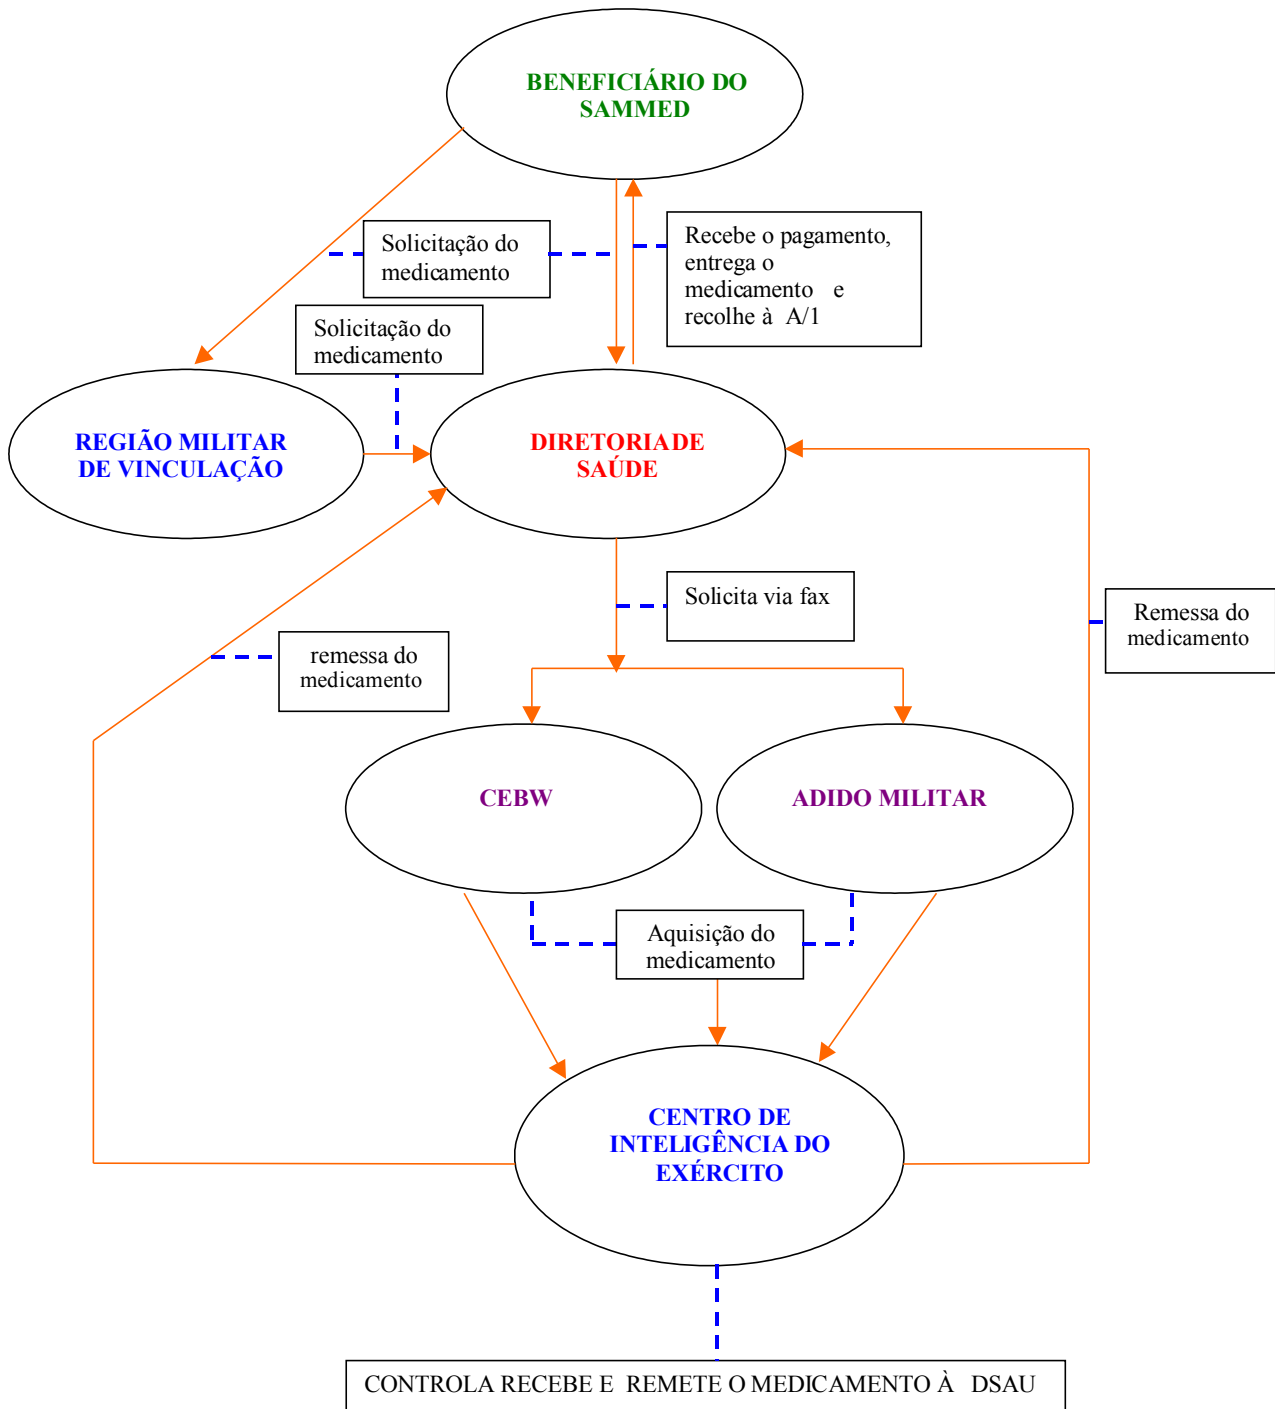 BENEFICIÁRIO DO
SAMMED
Solicitação do
medicamento
Recebe o pagamento,
entrega o
medicamento e
recolhe à A/1
Solicitação do
medicamento
REGIÃO MILITAR
DE VINCULAÇÃO
DIRETORIA DE
SAÚDE
Solicita via fax
Remessa do
medicamento
remessa do
medicamento
CEBW
ADIDO MILITAR
Aquisição do
medicamento
CENTRO DE
INTELIGÊNCIA DO
EXÉRCITO
CONTROLA RECEBE E REMETE O MEDICAMENTO À DSAU